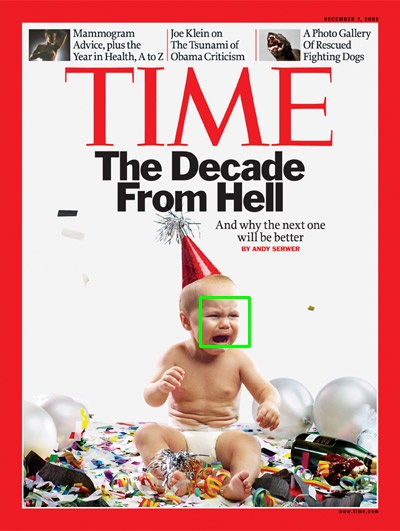 DECEMBER 7, 2009
Mammogram
Advice, plus the
Year in Health, A to Z
Joe Klein on
The Tsunami of
Obama Criticism
A Photo Gallery
Of Rescued
Fighting Dogs
TIME
The Decade
From Hell
And why the next one
will be better
BY ANDY SERWER
www.time.com